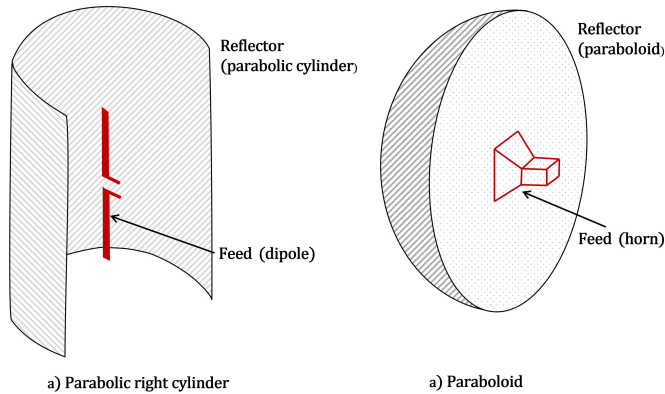 Reflector
(parabolic cylinder)
Feed (dipole)
a) Parabolic right cylinder
Reflector
(paraboloid)
Feed (horn)
a) Paraboloid